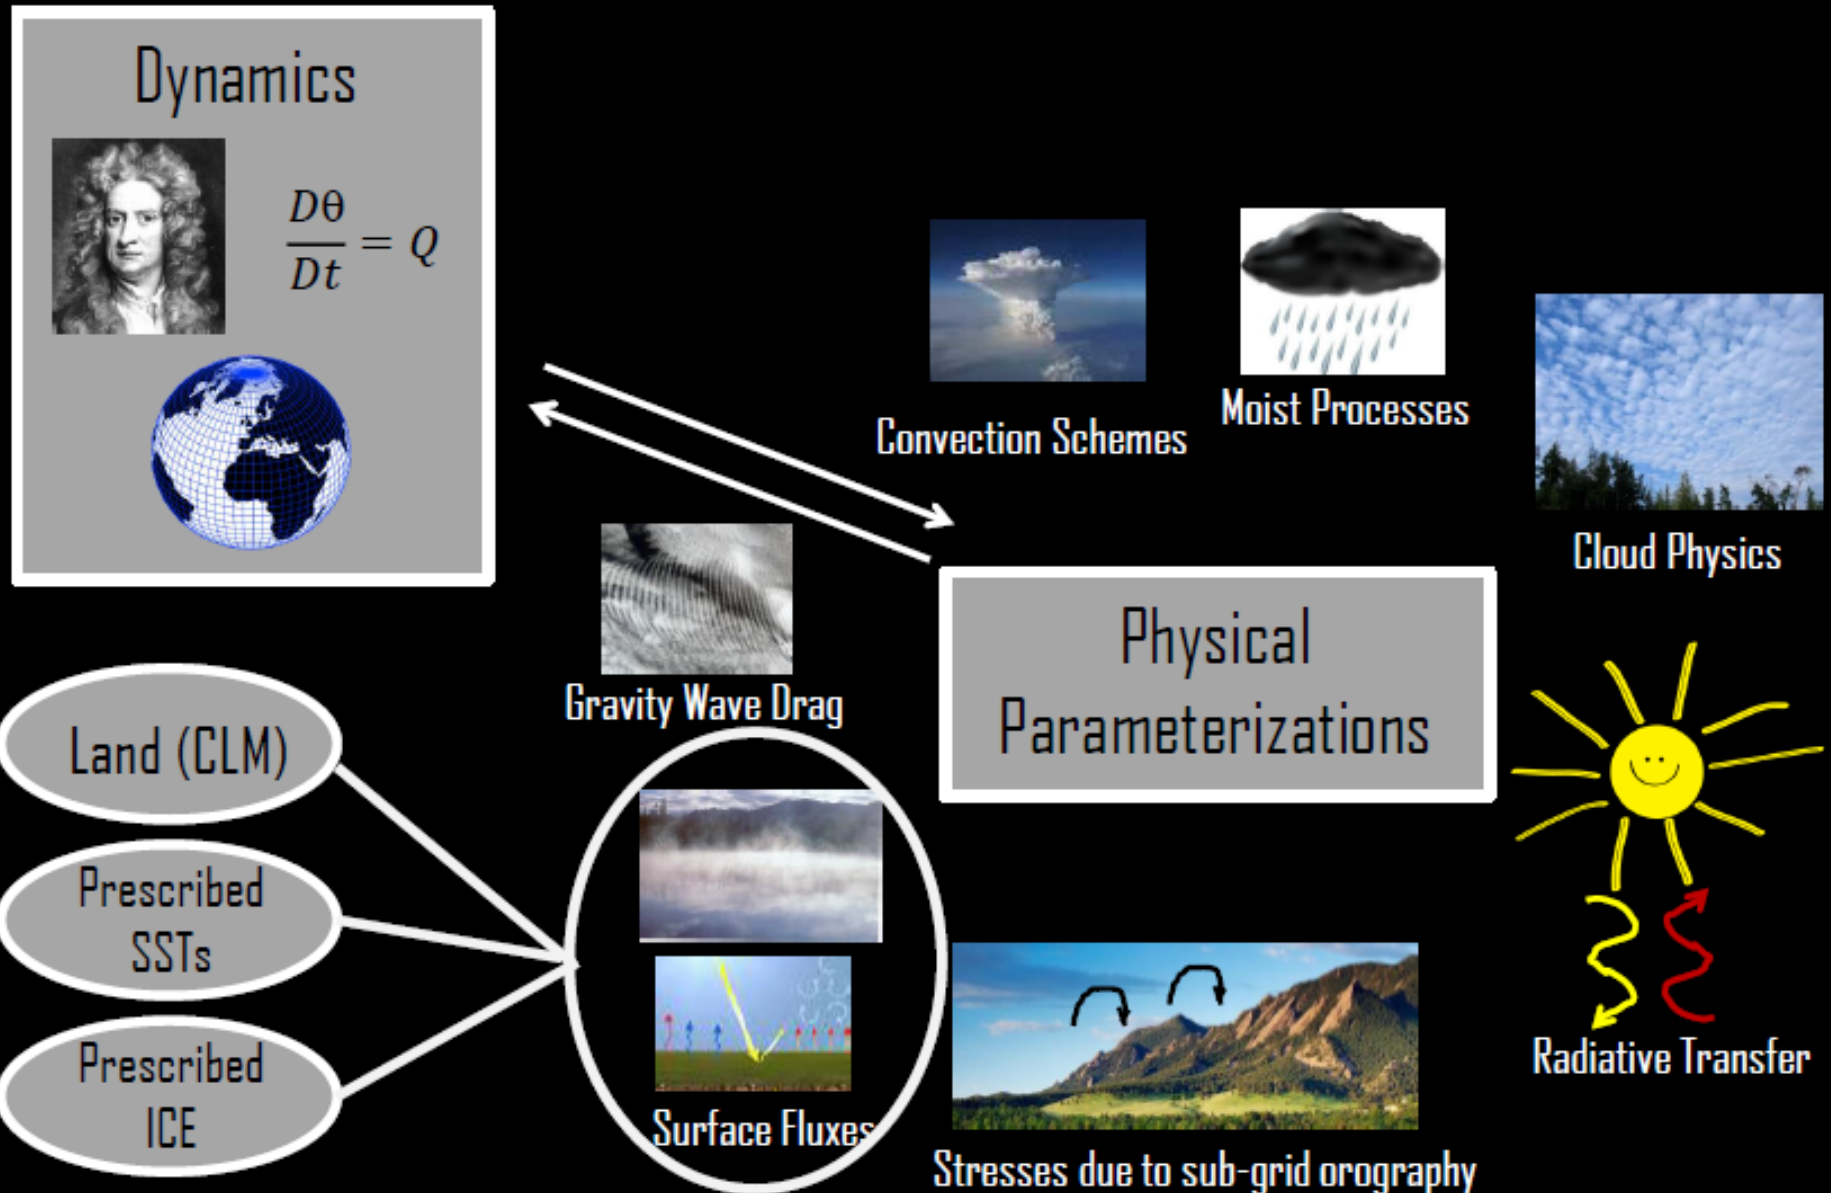 Dynamics
Dθ
Dt
= Q
Convection Schemes
Moist Processes
Cloud Physics
Gravity Wave Drag
Physical
Parameterizations
Land (CLM)
Prescribed
SSTs
Prescribed
ICE
Surface Fluxes
Stresses due to sub-grid orography
Radiative Transfer